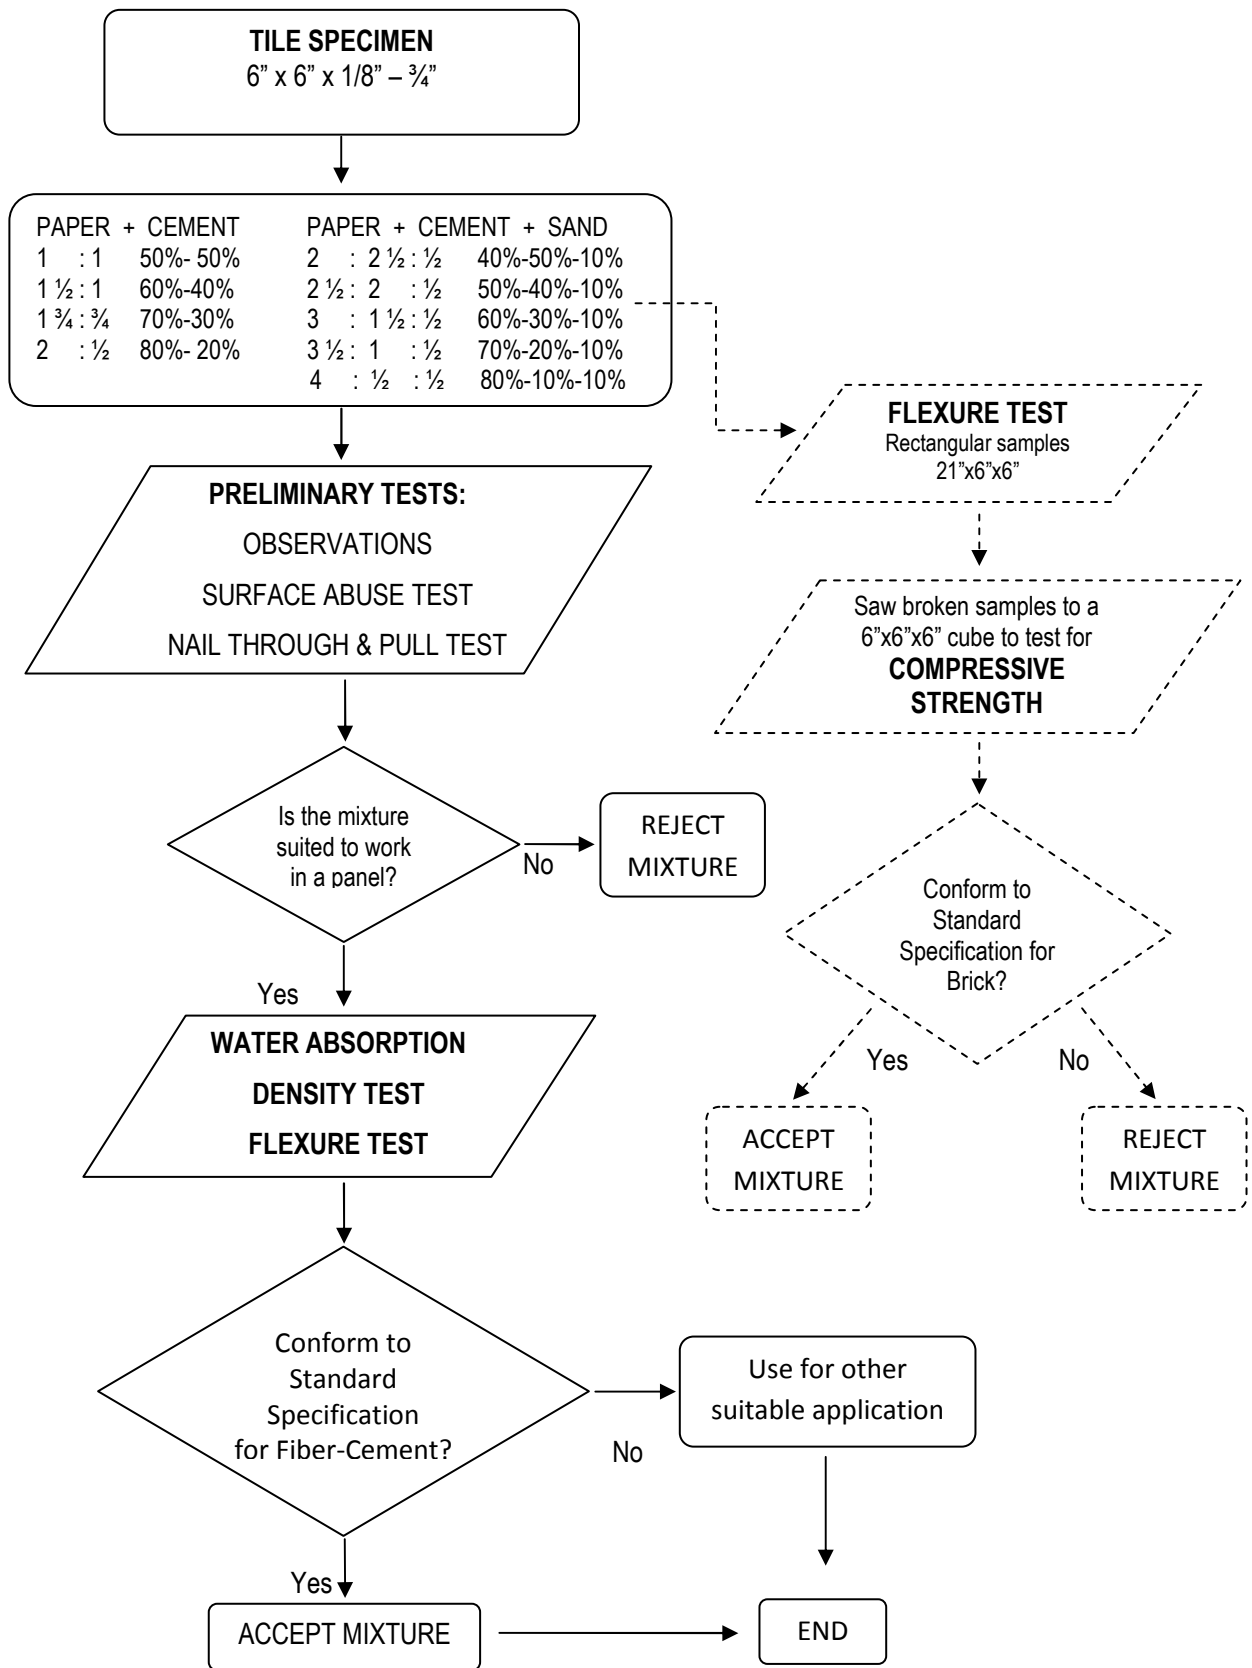 TILE SPECIMEN
6” x 6” x 1/8” – ¾”
PAPER + CEMENT
1 : 1 50%- 50%
1 ½ : 1 60%-40%
1 ¾ : ¾ 70%-30%
2 : ½ 80%- 20%
PAPER + CEMENT + SAND
2 : 2 ½ : ½ 40%-50%-10%
2 ½ : 2 : ½ 50%-40%-10%
3 : 1 ½ : ½ 60%-30%-10%
3 ½ : 1 : ½ 70%-20%-10%
4 : ½ : ½ 80%-10%-10%
FLEXURE TEST
Rectangular samples
21”x6”x6”
PRELIMINARY TESTS:
OBSERVATIONS
SURFACE ABUSE TEST
NAIL THROUGH & PULL TEST
Saw broken samples to a
6”x6”x6” cube to test for
COMPRESSIVE
STRENGTH
Is the mixture
suited to work
in a panel?
No
REJECT
MIXTURE
Conform to
Standard
Specification for
Brick?
Yes
WATER ABSORPTION
DENSITY TEST
FLEXURE TEST
Yes
No
ACCEPT
MIXTURE
REJECT
MIXTURE
Conform to
Standard
Specification
for Fiber-Cement?
No
Use for other
suitable application
Yes
ACCEPT MIXTURE
END